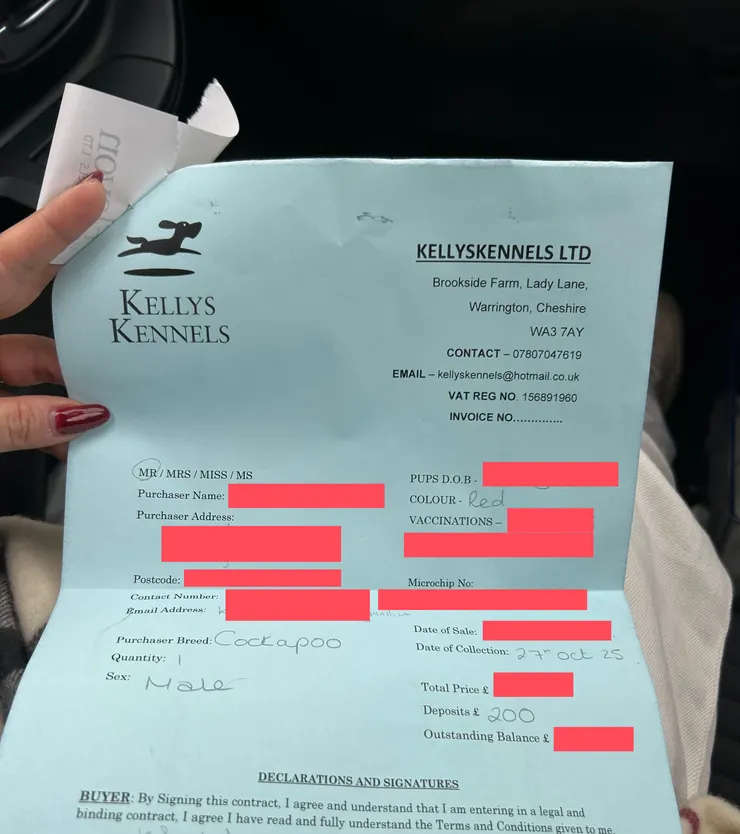 KELLYS
KENNELS
KELLYSKENNELS LTD
Brookside Farm, Lady Lane,
Warrington, Cheshire
WA3 7AY
CONTACT – 07807047619
EMAIL – kellyskennels@hotmail.co.uk
VAT REG NO. 156891960
INVOICE NO..............
MR / MRS / MISS / MS
Purchaser Name:
Purchaser Address:
Postcode:
Contact Number:
Email Address:
Purchaser Breed: Cockapoo
Quantity: 1
Sex: Male
PUPS D.O.B -
COLOUR - Red
VACCINATIONS –
Microchip No:
Date of Sale:
Date of Collection: 27th Oct 25
Total Price £
Deposits £ 200
Outstanding Balance £
DECLARATIONS AND SIGNATURES
BUYER: By Signing this contract, I agree and understand that I am entering in a legal and
binding contract, I agree I have read and fully understand the Terms and Conditions given to me.